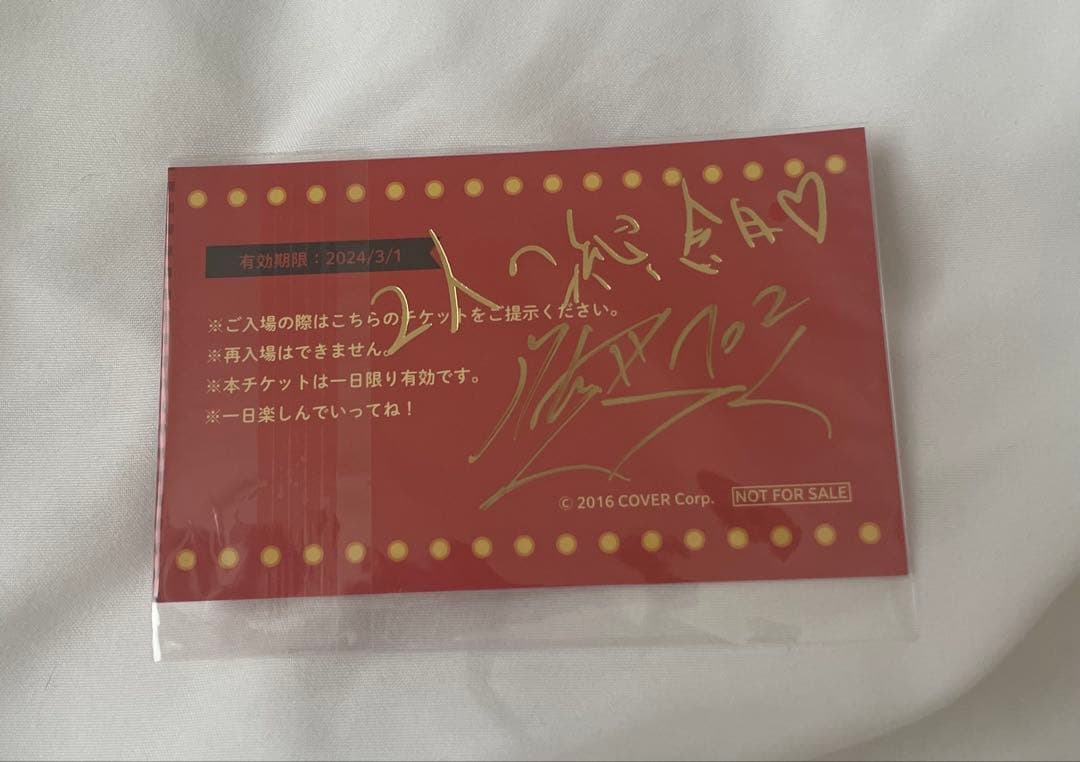 有効期限：2024/3/1
2人の想い出♡
※ご入場の際はこちらのチケットをご提示ください。
※再入場はできません。
※本チケットは一日限り有効です。
※一日楽しんでいってね！
© 2016 COVER Corp. NOT FOR SALE